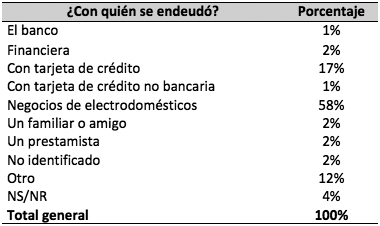 ¿Con quién se endeudó? Porcentaje
El banco 1%
Financiera 2%
Con tarjeta de crédito 17%
Con tarjeta de crédito no bancaria 1%
Negocios de electrodomésticos 58%
Un familiar o amigo 2%
Un prestamista 2%
No identificado 2%
Otro 12%
NS/NR 4%
Total general 100%